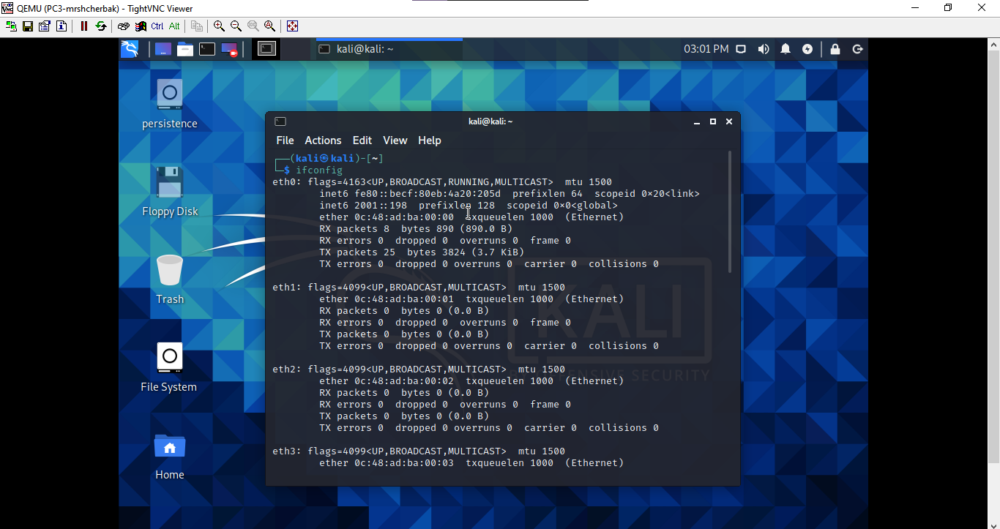 QEMU (PC3-mrshcherbak) - TightVNC Viewer
Ctrl Alt
kali@kali: ~
03:01 PM
persistence
Floppy Disk
Trash
File System
Home
kali@kali: ~
File Actions Edit View Help
┌──(kali㉿kali)-[~]
└─$ ifconfig
eth0: flags=4163<UP,BROADCAST,RUNNING,MULTICAST>  mtu 1500
        inet6 fe80::becf:80eb:4a20:205d  prefixlen 64  scopeid 0×20<link>
        inet6 2001::198  prefixlen 128  scopeid 0×0<global>
        ether 0c:48:ad:ba:00:00  txqueuelen 1000  (Ethernet)
        RX packets 8  bytes 890 (890.0 B)
        RX errors 0  dropped 0  overruns 0  frame 0
        TX packets 25  bytes 3824 (3.7 KiB)
        TX errors 0  dropped 0 overruns 0  carrier 0  collisions 0
eth1: flags=4099<UP,BROADCAST,MULTICAST>  mtu 1500
        ether 0c:48:ad:ba:00:01  txqueuelen 1000  (Ethernet)
        RX packets 0  bytes 0 (0.0 B)
        RX errors 0  dropped 0  overruns 0  frame 0
        TX packets 0  bytes 0 (0.0 B)
        TX errors 0  dropped 0 overruns 0  carrier 0  collisions 0
eth2: flags=4099<UP,BROADCAST,MULTICAST>  mtu 1500
        ether 0c:48:ad:ba:00:02  txqueuelen 1000  (Ethernet)
        RX packets 0  bytes 0 (0.0 B)
        RX errors 0  dropped 0  overruns 0  frame 0
        TX packets 0  bytes 0 (0.0 B)
        TX errors 0  dropped 0 overruns 0  carrier 0  collisions 0
eth3: flags=4099<UP,BROADCAST,MULTICAST>  mtu 1500
        ether 0c:48:ad:ba:00:03  txqueuelen 1000  (Ethernet)
KALI
OFFENSIVE SECURITY